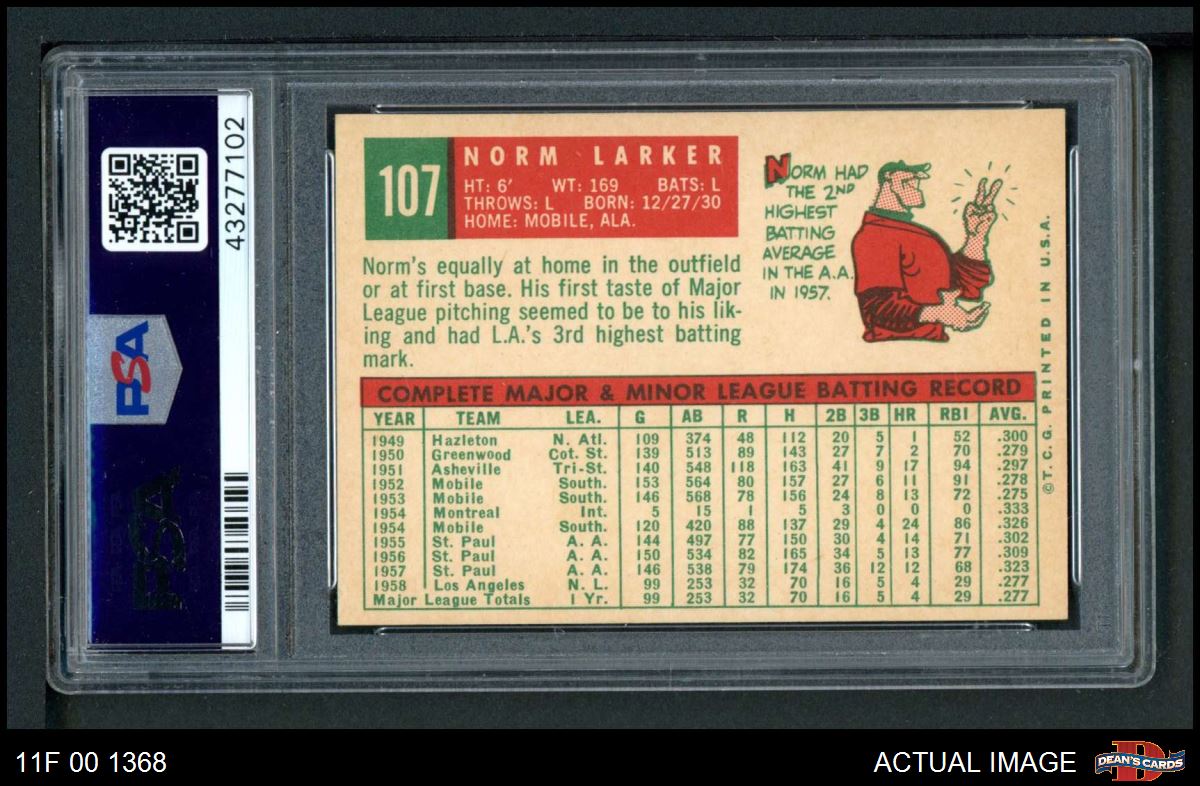 43277102
PSA
PSA
107
NORM LARKER
HT: 6' WT: 169 BATS: L
THROWS: L BORN: 12/27/30
HOME: MOBILE, ALA.
NORM HAD
THE 2ND
HIGHEST
BATTING
AVERAGE
IN THE A.A.
IN 1957.
Norm's equally at home in the outfield
or at first base. His first taste of Major
League pitching seemed to be to his lik-
ing and had L.A.'s 3rd highest batting
mark.
COMPLETE MAJOR & MINOR LEAGUE BATTING RECORD
YEAR TEAM LEA. G AB R H 2B 3B HR RBI AVG.
1949 Hazleton N. Atl. 109 374 48 112 20 5 1 52 .300
1950 Greenwood Cot. St. 139 513 89 143 27 7 2 70 .279
1951 Asheville Tri-St. 140 548 118 163 41 9 17 94 .297
1952 Mobile South. 153 564 80 157 27 6 11 91 .278
1953 Mobile South. 146 568 78 156 24 8 13 72 .275
1954 Montreal Int. 5 15 1 5 3 0 0 0 .333
1954 Mobile South. 120 420 88 137 29 4 24 86 .326
1955 St. Paul A. A. 144 497 77 150 30 4 14 71 .302
1956 St. Paul A. A. 150 534 82 165 34 5 13 77 .309
1957 St. Paul A. A. 146 538 79 174 36 12 12 68 .323
1958 Los Angeles N. L. 99 253 32 70 16 5 4 29 .277
Major League Totals 1 Yr. 99 253 32 70 16 5 4 29 .277
©T. C. G. PRINTED IN U.S.A.
11F 00 1368
ACTUAL IMAGE
D
DEAN'S CARDS